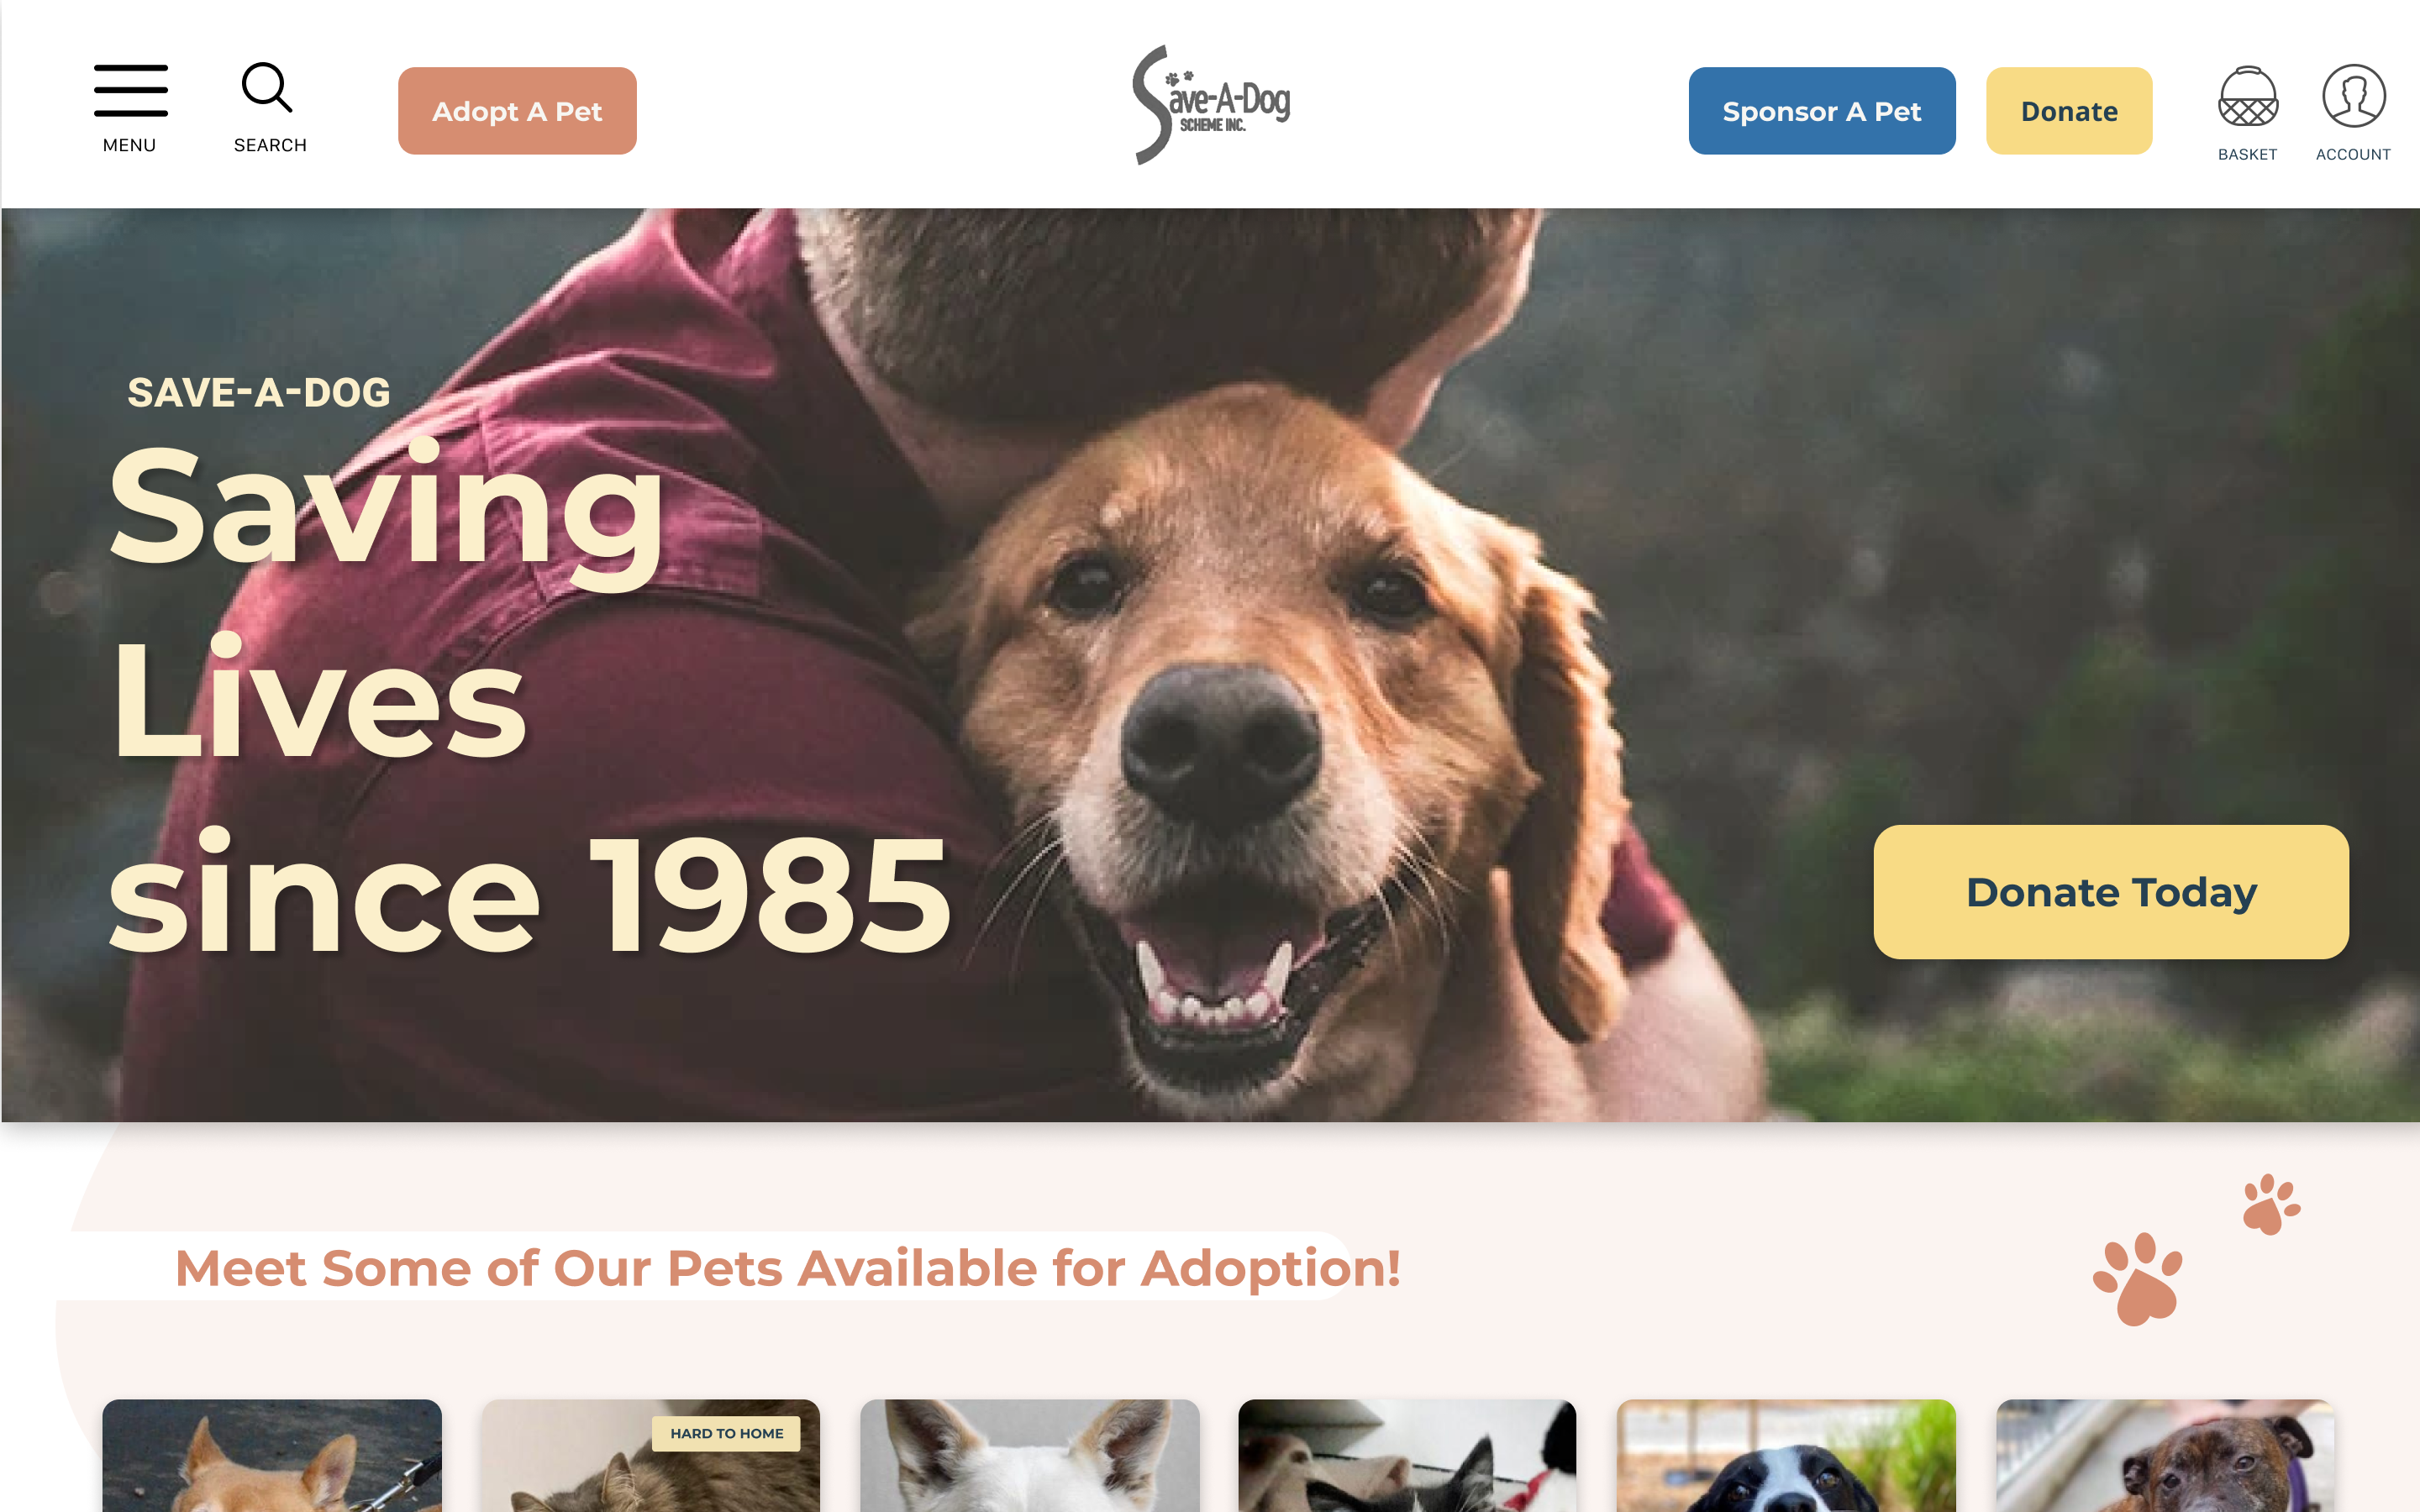 MENU
SEARCH
Adopt A Pet
Save-A-Dog
SCHEME INC.
Sponsor A Pet
Donate
BASKET
ACCOUNT
SAVE-A-DOG
Saving
Lives
since 1985
Donate Today
Meet Some of Our Pets Available for Adoption!
HARD TO HOME